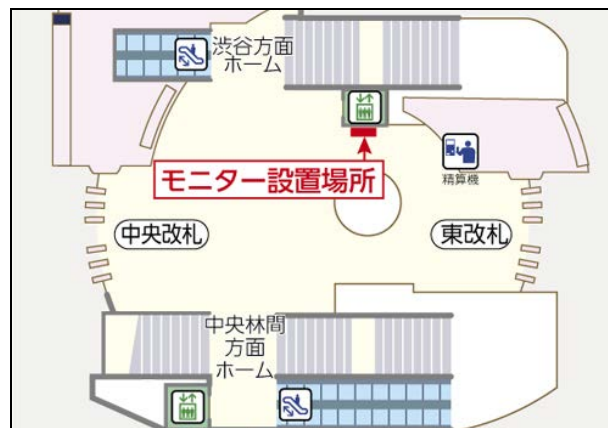 渋谷方面
ホーム
モニター設置場所
精算機
中央改札
東改札
中央林間
方面
ホーム